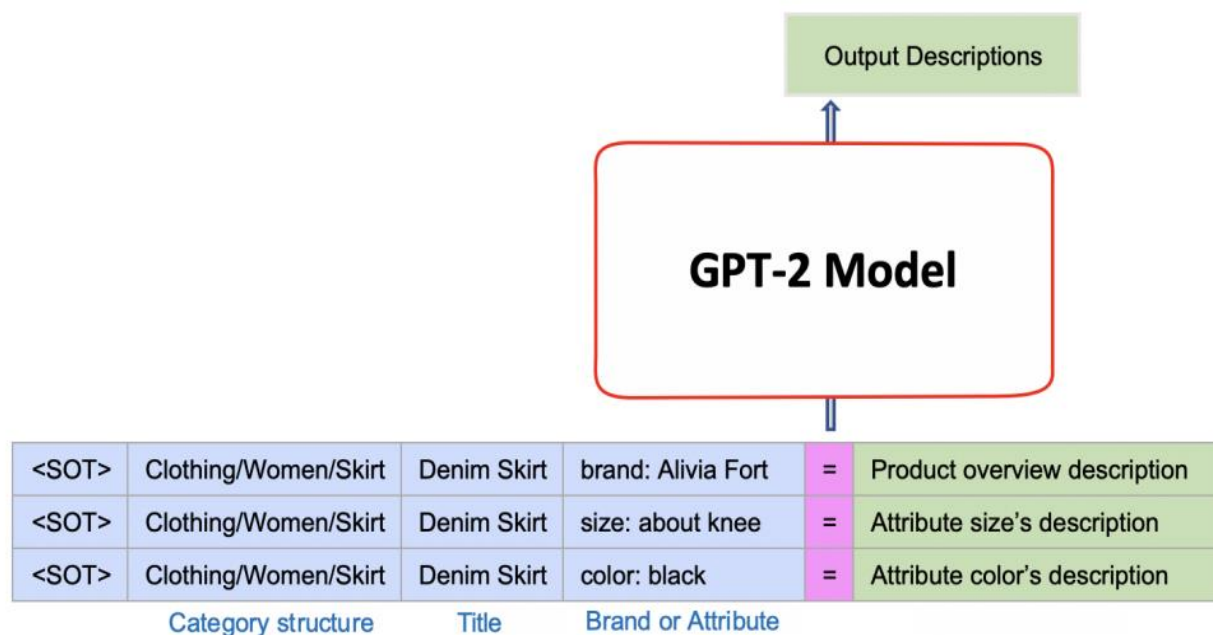 Output Descriptions
GPT-2 Model
<SOT> Clothing/Women/Skirt Denim Skirt brand: Alivia Fort = Product overview description
<SOT> Clothing/Women/Skirt Denim Skirt size: about knee = Attribute size's description
<SOT> Clothing/Women/Skirt Denim Skirt color: black = Attribute color's description
Category structure Title Brand or Attribute